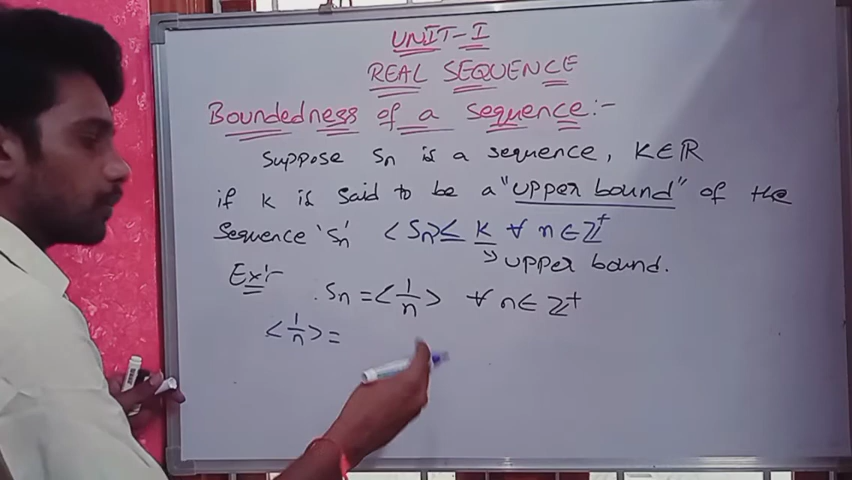 UNIT-I
REAL SEQUENCE
Boundedness of a sequence:-
Suppose Sn is a sequence, K∈ℝ
if K is said to be a "upper bound" of the
sequence 'Sn' <Sn> ≤ K ∀ n∈ℤ⁺
→ upper bound.
Ex:-
Sn = <1/n> ∀ n∈ ℤ⁺
<1/n> =